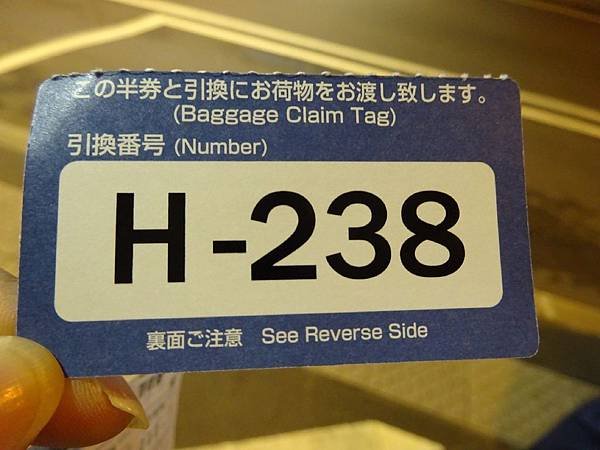 この半券と引換にお荷物をお渡し致します。
(Baggage Claim Tag)
引換番号 (Number)
H-238
裏面ご注意 See Reverse Side